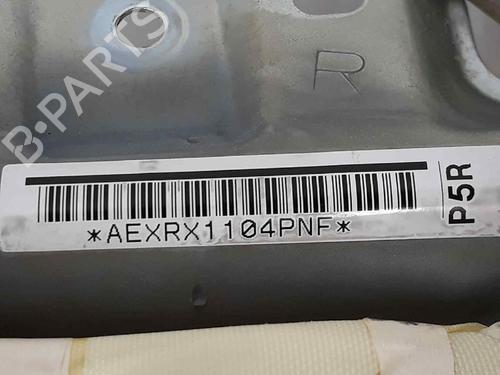 B-PARTS
R
*AEXRX1104PNF*
P5R